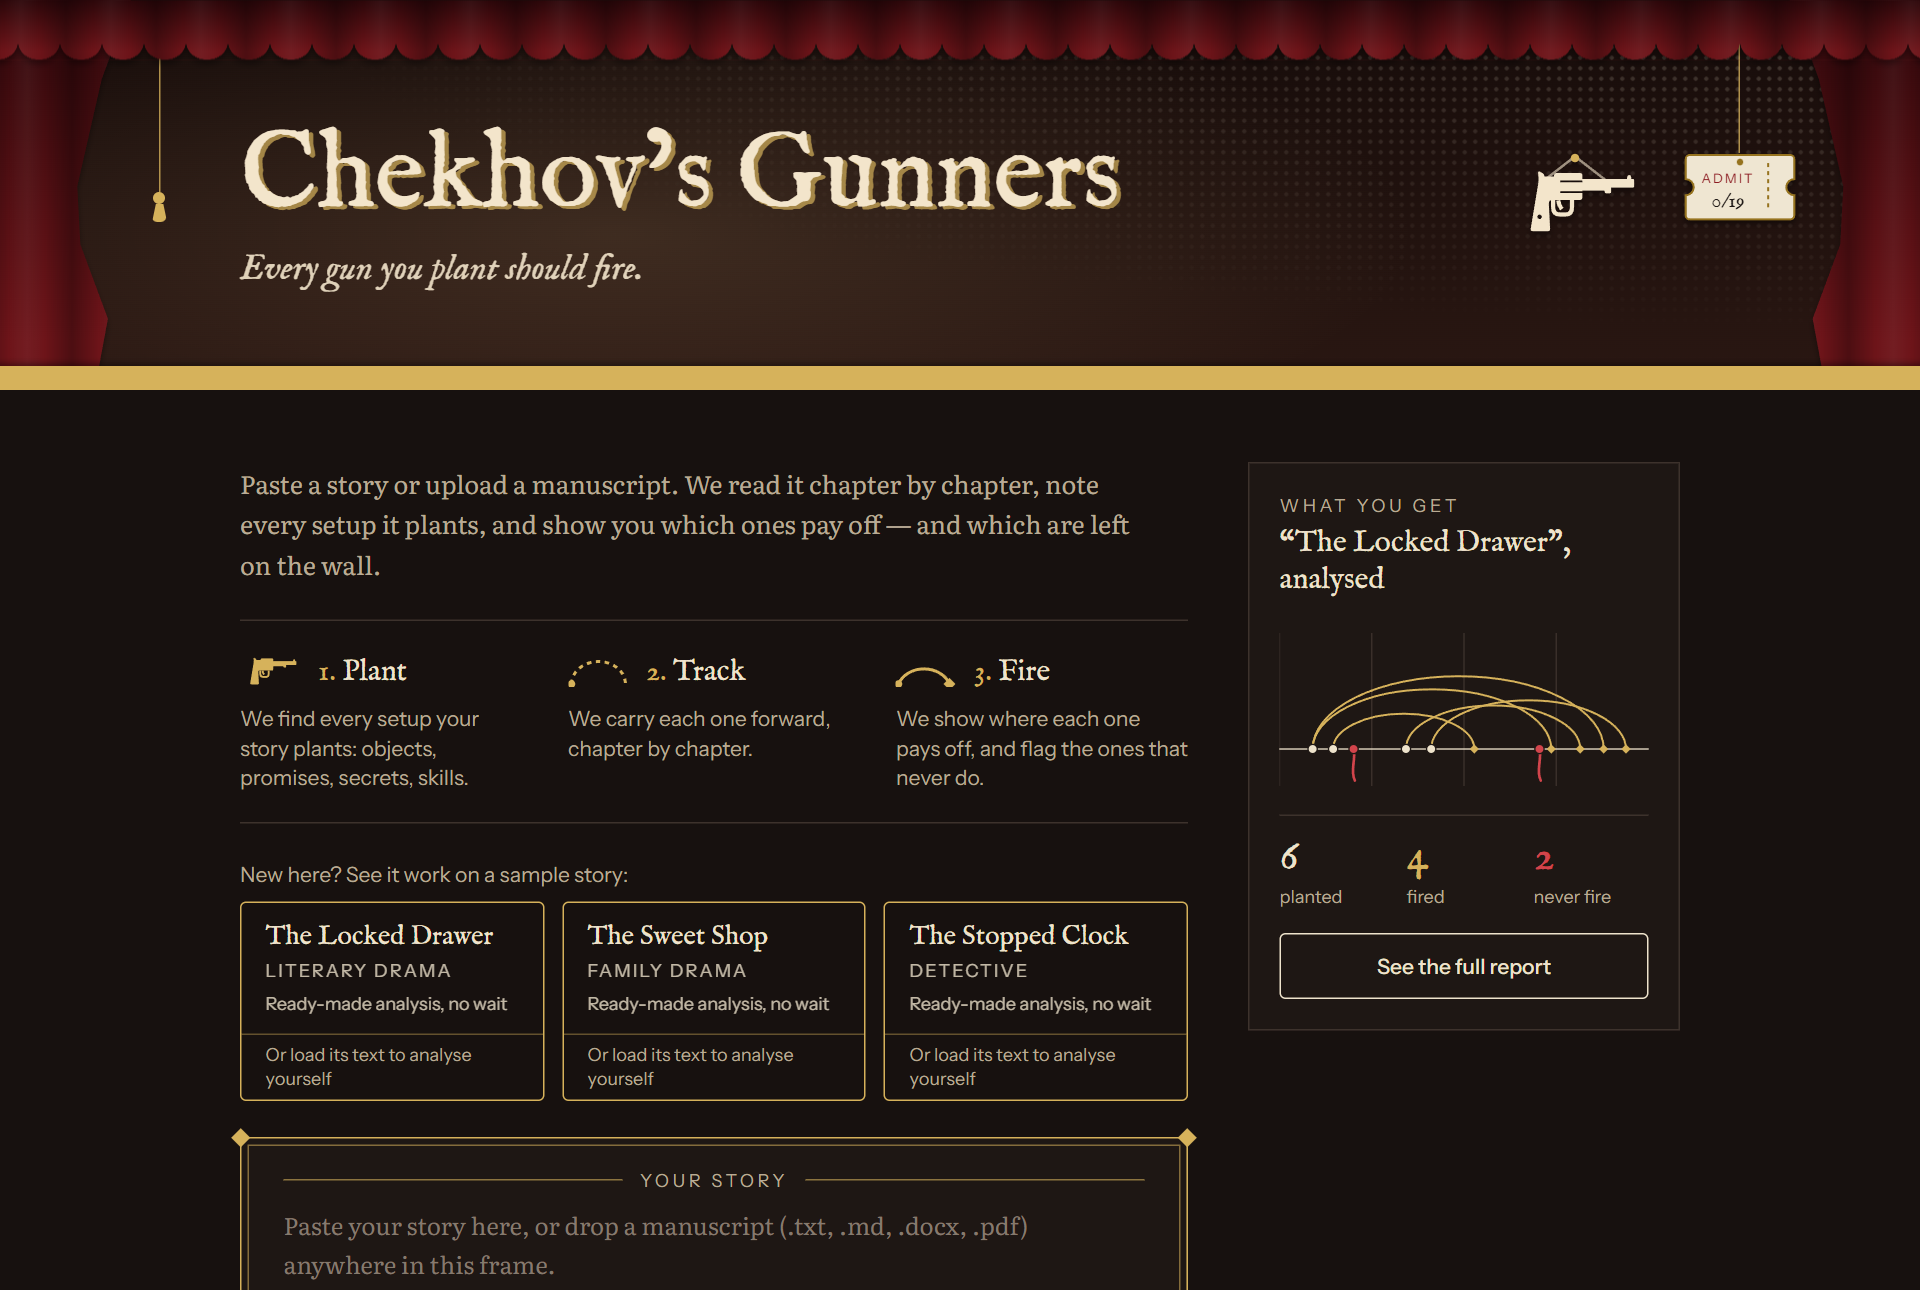 Chekhov’s Gunners
Every gun you plant should fire.
ADMIT
0/19
Paste a story or upload a manuscript. We read it chapter by chapter, note
every setup it plants, and show you which ones pay off — and which are left
on the wall.
1. Plant
We find every setup your
story plants: objects,
promises, secrets, skills.
2. Track
We carry each one forward,
chapter by chapter.
3. Fire
We show where each one
pays off, and flag the ones that
never do.
New here? See it work on a sample story:
The Locked Drawer
LITERARY DRAMA
Ready-made analysis, no wait
Or load its text to analyse
yourself
The Sweet Shop
FAMILY DRAMA
Ready-made analysis, no wait
Or load its text to analyse
yourself
The Stopped Clock
DETECTIVE
Ready-made analysis, no wait
Or load its text to analyse
yourself
YOUR STORY
Paste your story here, or drop a manuscript (.txt, .md, .docx, .pdf)
anywhere in this frame.
WHAT YOU GET
“The Locked Drawer”,
analysed
6
planted
4
fired
2
never fire
See the full report